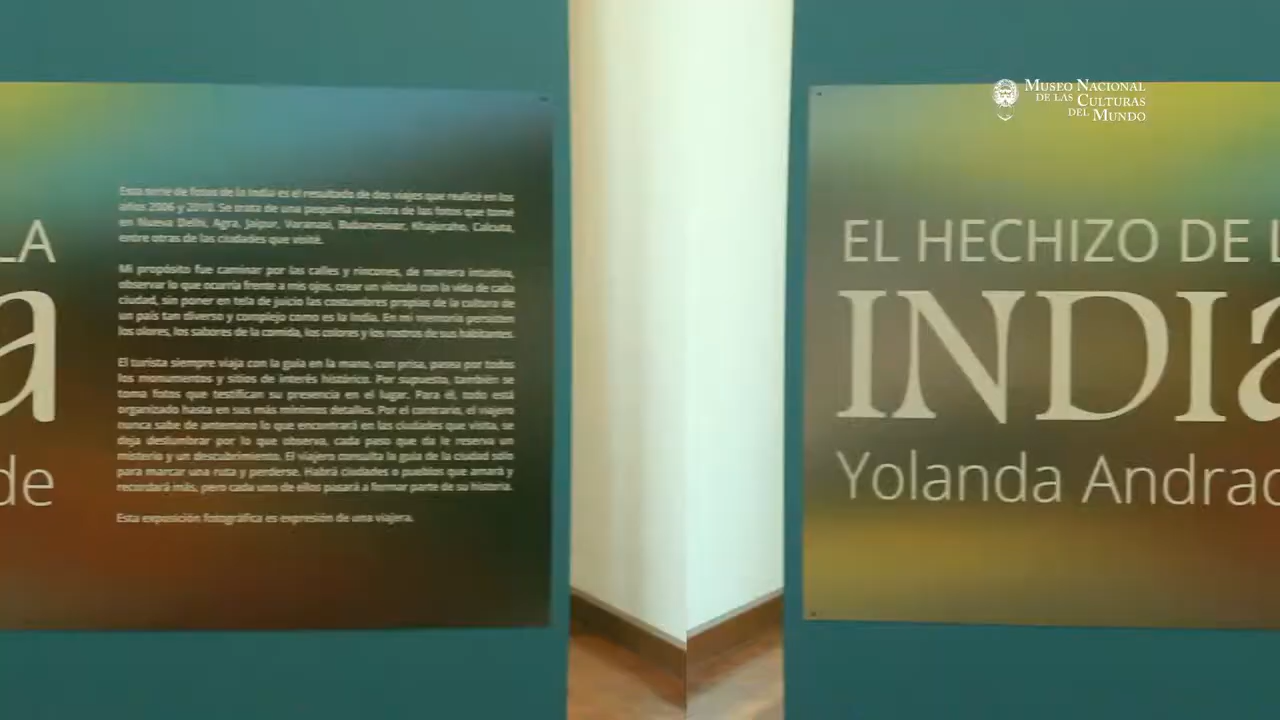 LA
a
de
Esta serie de fotos de la India es el resultado de dos viajes que realicé en los
años 2006 y 2010. Se trata de una pequeña muestra de las fotos que tomé
en Nueva Delhi, Agra, Jaipur, Varanasi, Bubaneswar, Khajuraho, Calcuta,
entre otras de las ciudades que visité.
Mi propósito fue caminar por las calles y rincones, de manera intuitiva,
observar lo que ocurría frente a mis ojos, crear un vínculo con la vida de cada
ciudad, sin poner en tela de juicio las costumbres propias de la cultura de
un país tan diverso y complejo como es la India. En mi memoria persisten
los olores, los sabores de la comida, los colores y los rostros de sus habitantes.
El turista siempre viaja con la guía en la mano, con prisa, pasea por todos
los monumentos y sitios de interés histórico. Por supuesto, también se
toma fotos que testifican su presencia en el lugar. Para él, todo está
organizado hasta en sus más mínimos detalles. Por el contrario, el viajero
nunca sabe de antemano lo que encontrará en las ciudades que visita, se
deja deslumbrar por lo que observa, cada paso que da le reserva un
misterio y un descubrimiento. El viajero consulta la guía de la ciudad sólo
para marcar una ruta y perderse. Habrá ciudades o pueblos que amará y
recordará más, pero cada uno de ellos pasará a formar parte de su historia.
Esta exposición fotográfica es expresión de una viajera.
MUSEO NACIONAL
DE LAS CULTURAS
DEL MUNDO
EL HECHIZO DE L
INDIa
Yolanda Andrad